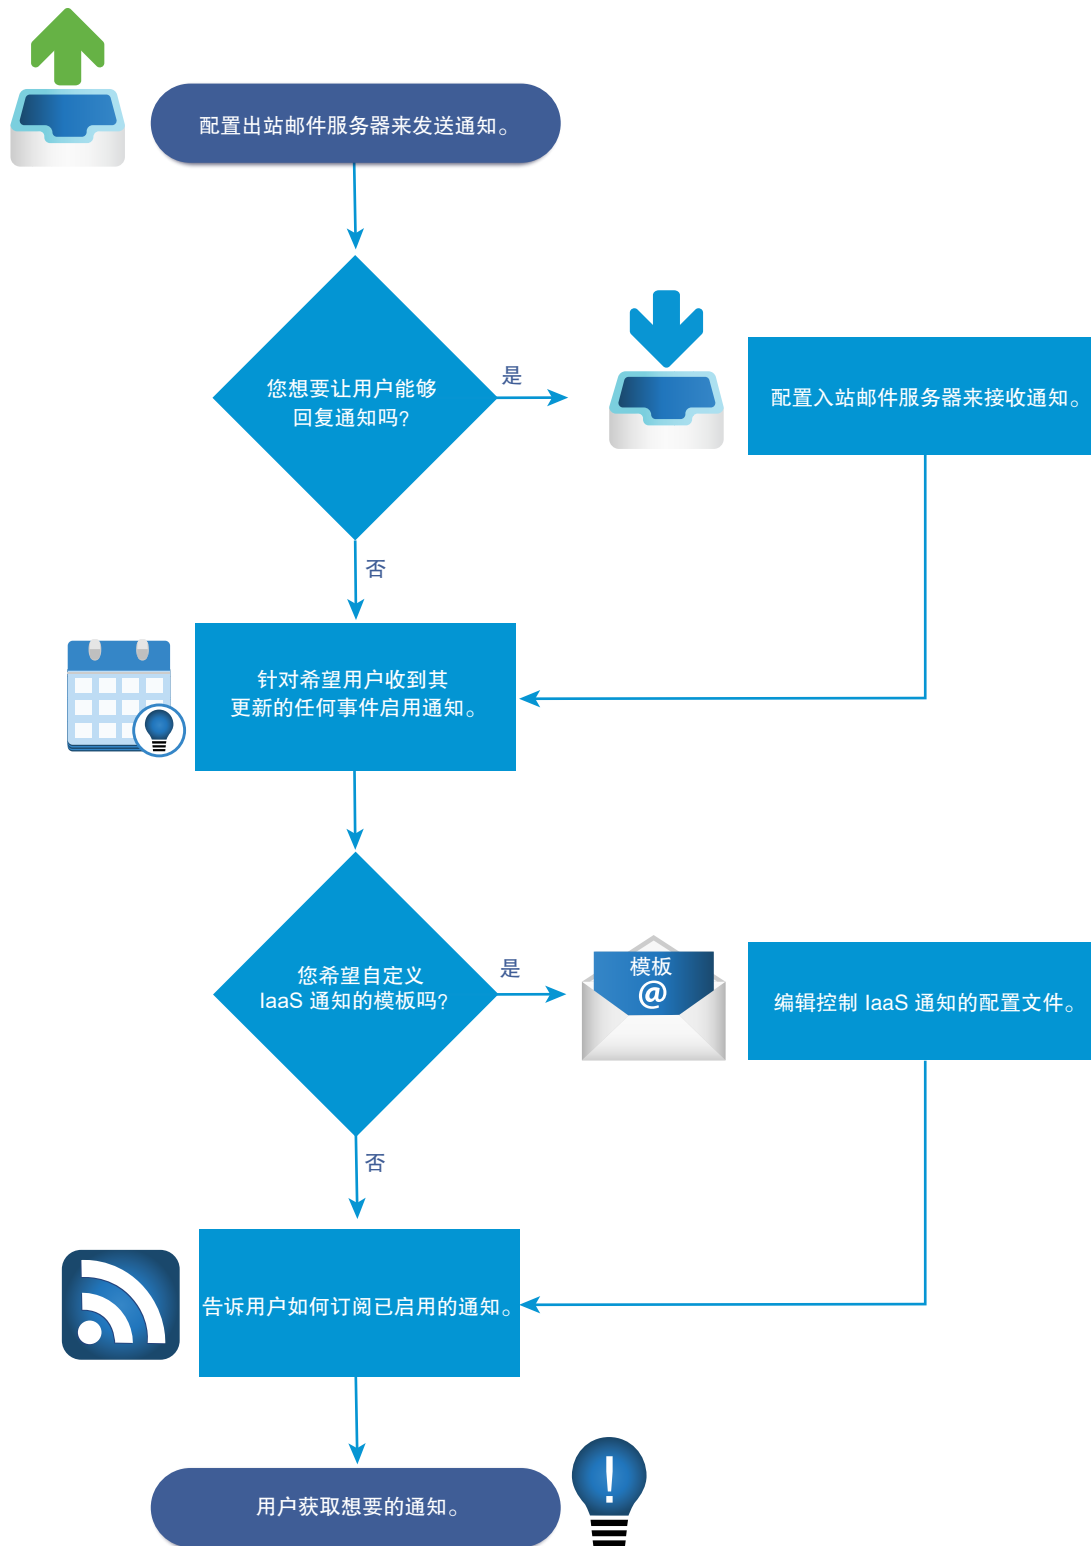 配置出站邮件服务器来发送通知。
您想要让用户能够
回复通知吗?
是
配置入站邮件服务器来接收通知。
否
针对希望用户收到其
更新的任何事件启用通知。
您希望自定义
IaaS 通知的模板吗?
是
模板
@
编辑控制 IaaS 通知的配置文件。
否
告诉用户如何订阅已启用的通知。
用户获取想要的通知。
!